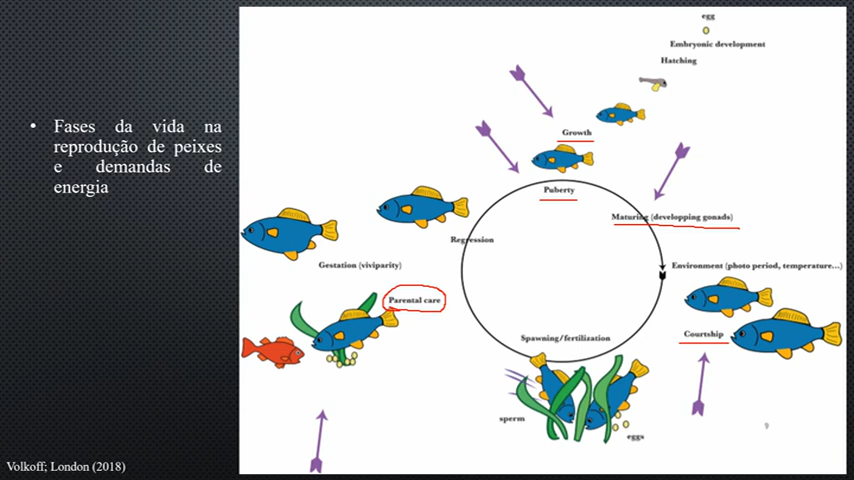 • Fases da vida na
reprodução de peixes
e demandas de
energia
egg
Embryonic development
Hatching
Growth
Puberty
Maturing (developping gonads)
Regression
Gestation (viviparity)
Environment (photo period, temperature...)
Parental care
Courtship
Spawning/fertilization
sperm
eggs
9
Volkoff; London (2018)